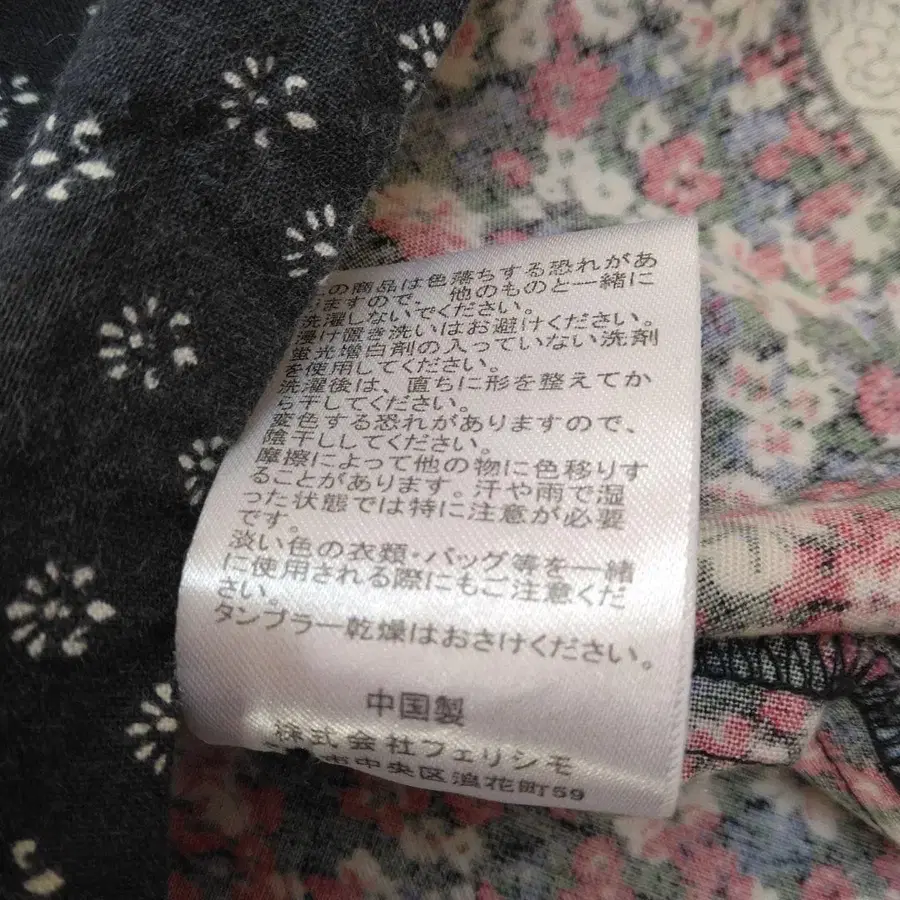 の商品は色落ちする恐れがあ
ますので、他のものと一緒に
洗濯しないでください。
浸け置き洗いはお避けください。
蛍光増白剤の入っていない洗剤
を使用してください。
洗濯後は、直ちに形を整えてか
ら干してください。
変色する恐れがありますので、
陰干ししてください。
摩擦によって他の物に色移りす
ることがあります。汗や雨で湿
った状態では特に注意が必要
です。
淡い色の衣類・バッグ等を一緒
に使用される際にもご注意くだ
さい。
タンブラー乾燥はおさけください。
中国製
株式会社フェリシモ
市中央区浪花町59